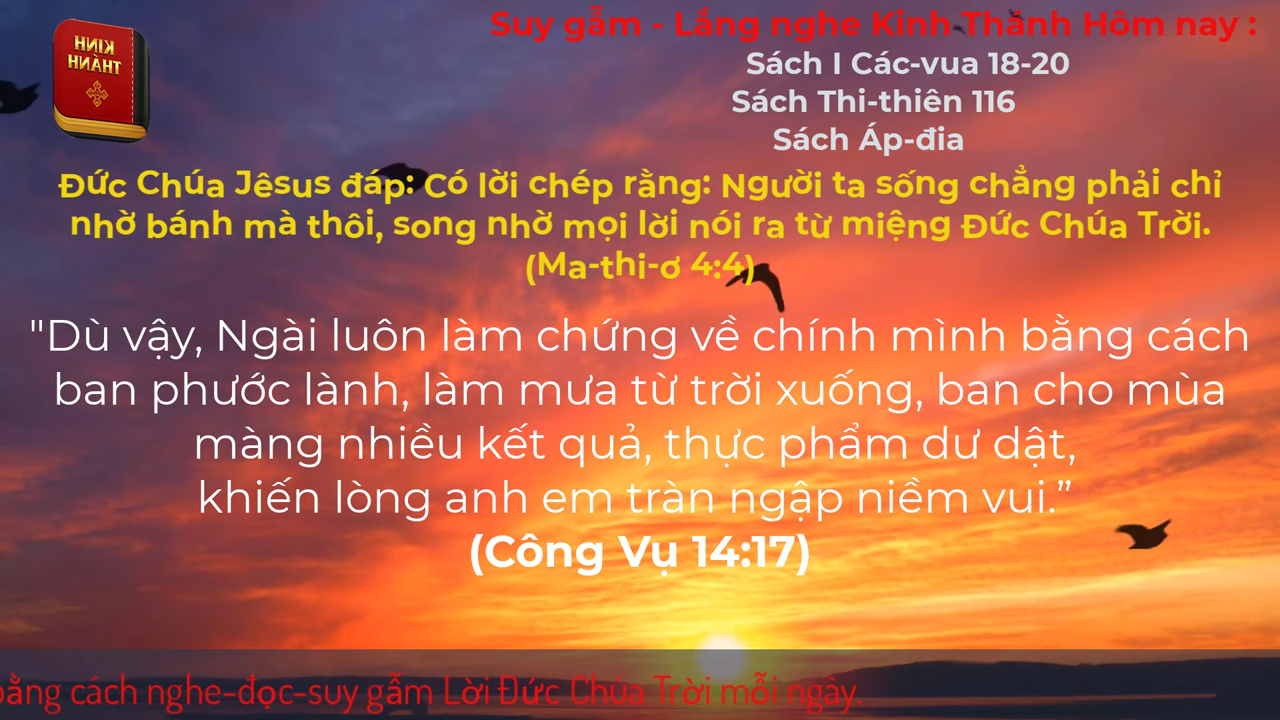 Suy gẫm - Lắng nghe Kinh Thánh Hôm nay :
KINH
THÁNH
Sách I Các-vua 18-20
Sách Thi-thiên 116
Sách Áp-đia
Đức Chúa Jêsus đáp: Có lời chép rằng: Người ta sống chẳng phải chỉ
nhờ bánh mà thôi, song nhờ mọi lời nói ra từ miệng Đức Chúa Trời.
(Ma-thi-ơ 4:4)
"Dù vậy, Ngài luôn làm chứng về chính mình bằng cách
ban phước lành, làm mưa từ trời xuống, ban cho mùa
màng nhiều kết quả, thực phẩm dư dật,
khiến lòng anh em tràn ngập niềm vui.”
(Công Vụ 14:17)
bằng cách nghe-đọc-suy gẫm Lời Đức Chúa Trời mỗi ngày.